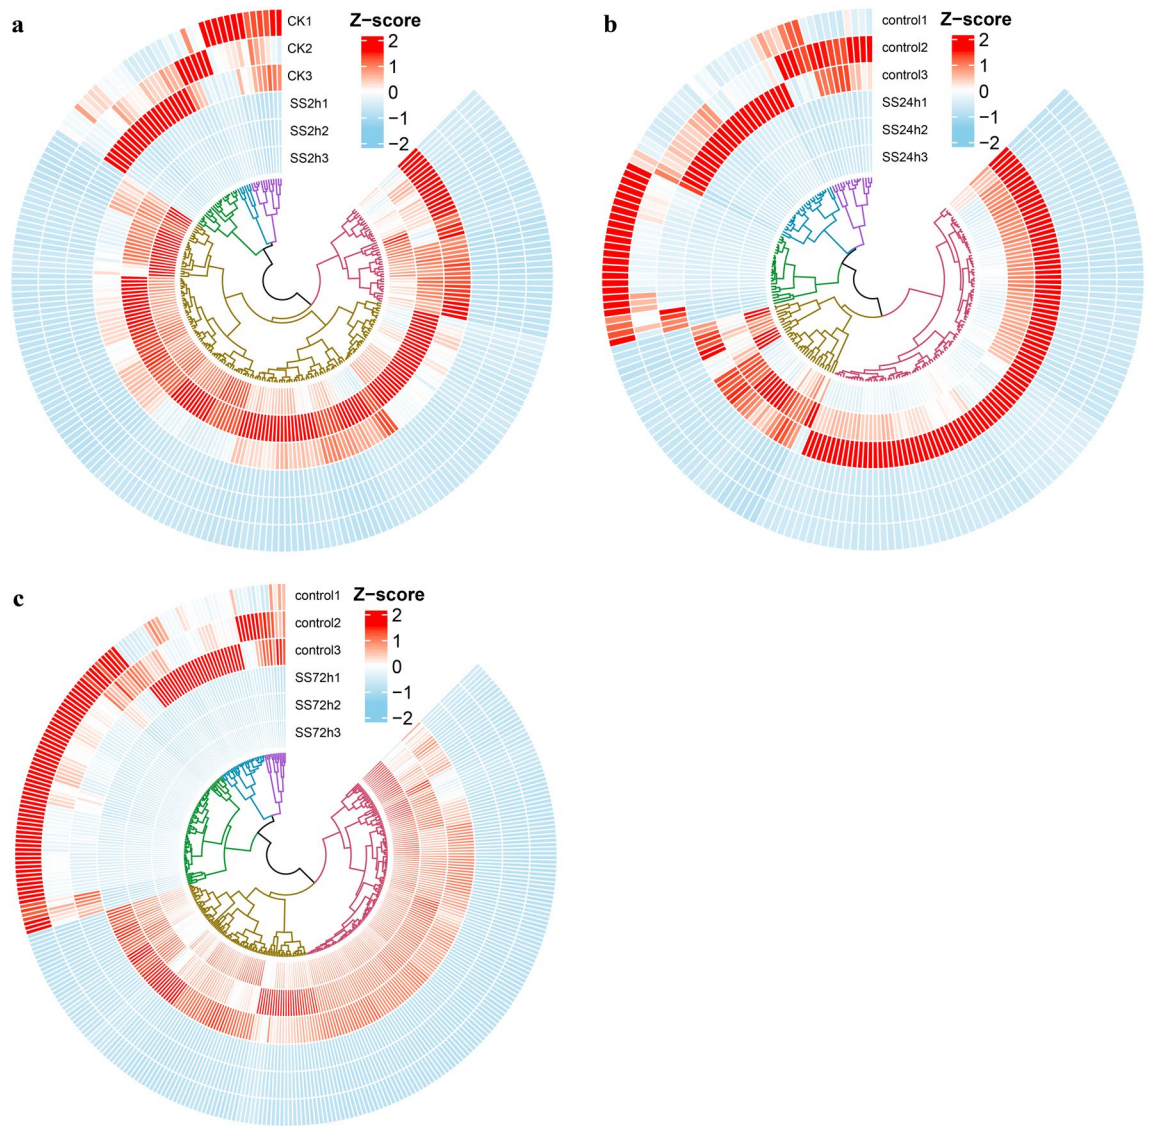 a
CK1
CK2
CK3
SS2h1
SS2h2
SS2h3
Z−score
2
1
0
−1
−2
b
control1
control2
control3
SS24h1
SS24h2
SS24h3
Z−score
2
1
0
−1
−2
c
control1
control2
control3
SS72h1
SS72h2
SS72h3
Z−score
2
1
0
−1
−2